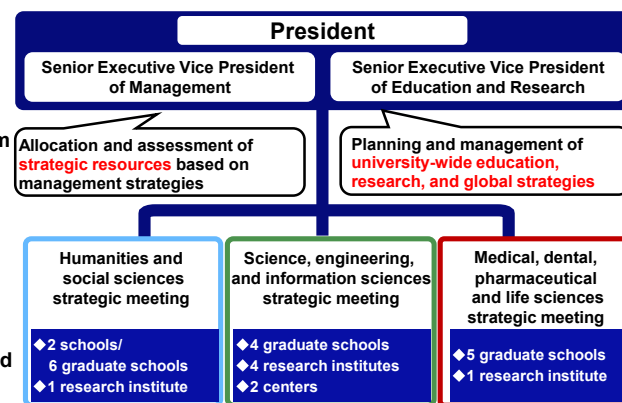 President
Senior Executive Vice President
of Management
Senior Executive Vice President
of Education and Research
Allocation and assessment of
strategic resources based on
management strategies
Planning and management of
university-wide education,
research, and global strategies
Humanities and
social sciences
strategic meeting
◆2 schools/
6 graduate schools
◆1 research institute
Science, engineering,
and information sciences
strategic meeting
◆4 graduate schools
◆4 research institutes
◆2 centers
Medical, dental,
pharmaceutical
and life sciences
strategic meeting
◆5 graduate schools
◆1 research institute